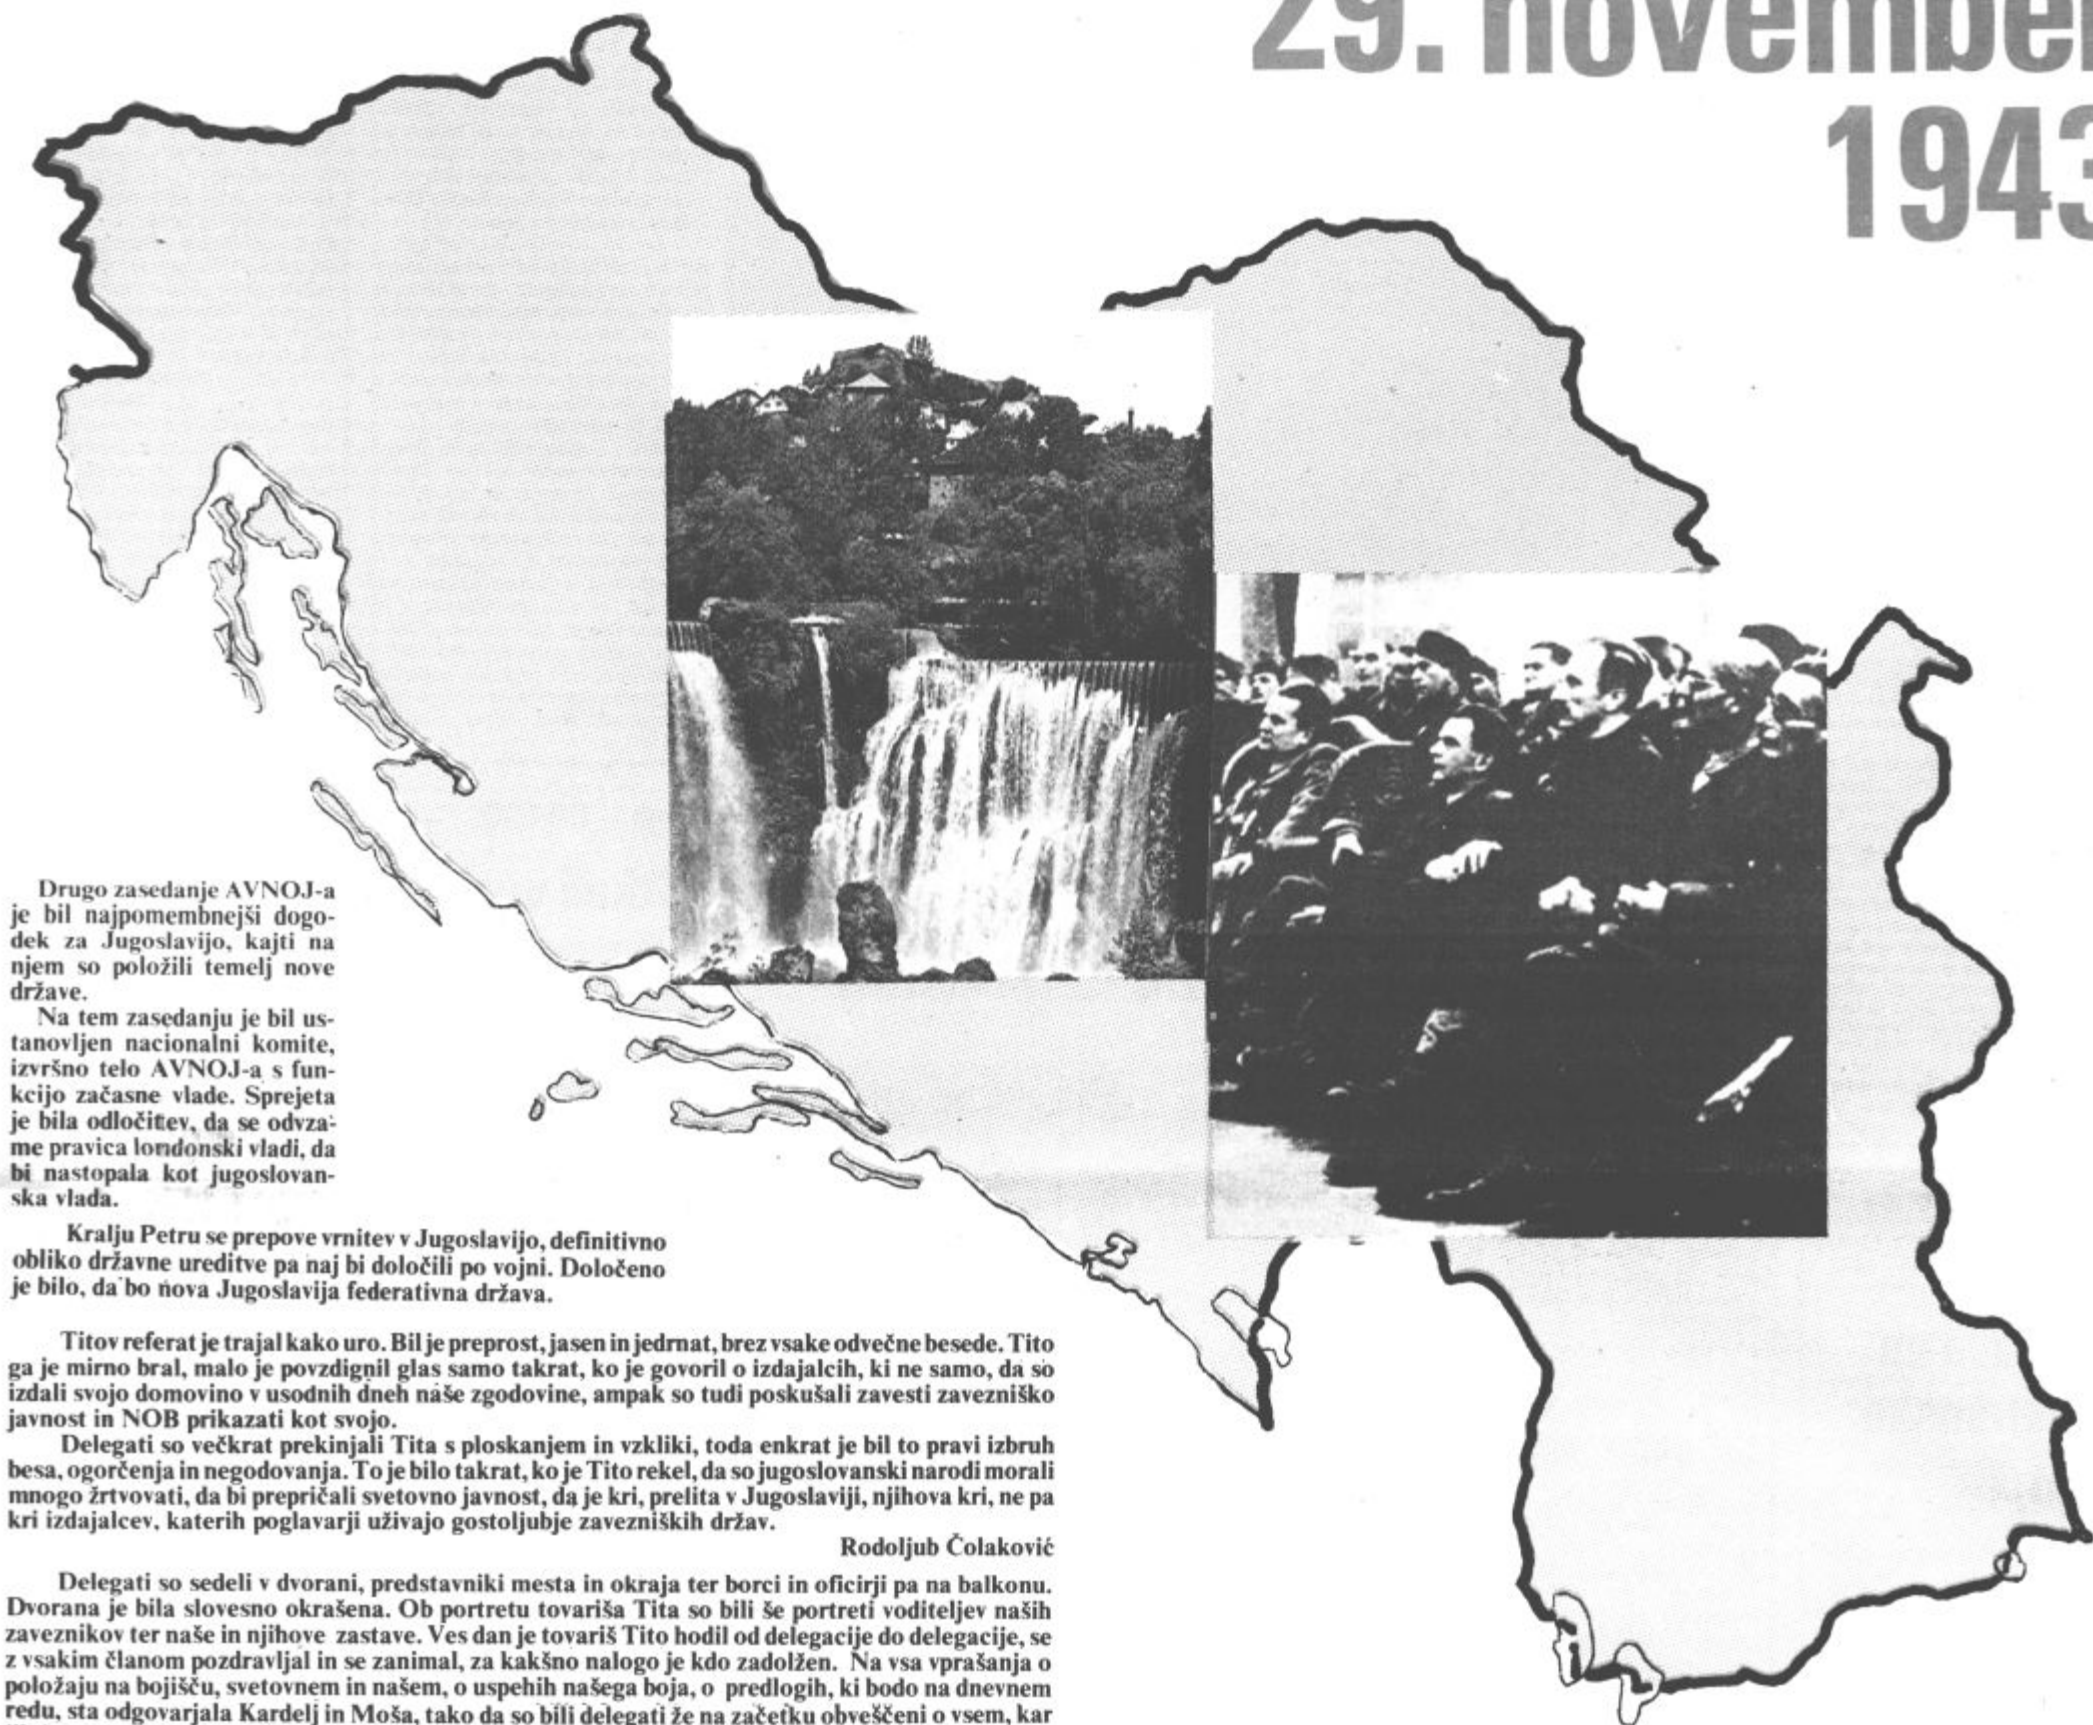 29. november
1943
Drugo zasedanje AVNOJ-a
je bil najpomembnejši dogo-
dek za Jugoslavijo, kajti na
njem so položili temelj nove
države.
Na tem zasedanju je bil us-
tanovljen nacionalni komite,
izvršno telo AVNOJ-a s fun-
kcijo začasne vlade. Sprejeta
je bila odločitev, da se odvza-
me pravica londonski vladi, da
bi nastopala kot jugoslovan-
ska vlada.
Kralju Petru se prepove vrnitev v Jugoslavijo, definitivno
obliko državne ureditve pa naj bi določili po vojni. Določeno
je bilo, da bo nova Jugoslavija federativna država.
Titov referat je trajal kako uro. Bil je preprost, jasen in jedrnat, brez vsake odvečne besede. Tito
ga je mirno bral, malo je povzdignil glas samo takrat, ko je govoril o izdajalcih, ki ne samo, da so
izdali svojo domovino v usodnih dneh naše zgodovine, ampak so tudi poskušali zavesti zavezniško
javnost in NOB prikazati kot svojo.
Delegati so večkrat prekinjali Tita s ploskanjem in vzkliki, toda enkrat je bil to pravi izbruh
besa, ogorčenja in negodovanja. To je bilo takrat, ko je Tito rekel, da so jugoslovanski narodi morali
mnogo žrtvovati, da bi prepričali svetovno javnost, da je kri, prelita v Jugoslaviji, njihova kri, ne pa
kri izdajalcev, katerih poglavarji uživajo gostoljubje zavezniških držav.
Rodoljub Čolaković
Delegati so sedeli v dvorani, predstavniki mesta in okraja ter borci in oficirji pa na balkonu.
Dvorana je bila slovesno okrašena. Ob portretu tovariša Tita so bili še portreti voditeljev naših
zaveznikov ter naše in njihove zastave. Ves dan je tovariš Tito hodil od delegacije do delegacije, se
z vsakim članom pozdravljal in se zanimal, za kakšno nalogo je kdo zadolžen. Na vsa vprašanja o
položaju na bojišču, svetovnem in našem, o uspehih našega boja, o predlogih, ki bodo na dnevnem
redu, sta odgovarjala Kardelj in Moša, tako da so bili delegati že na začetku obveščeni o vsem, kar